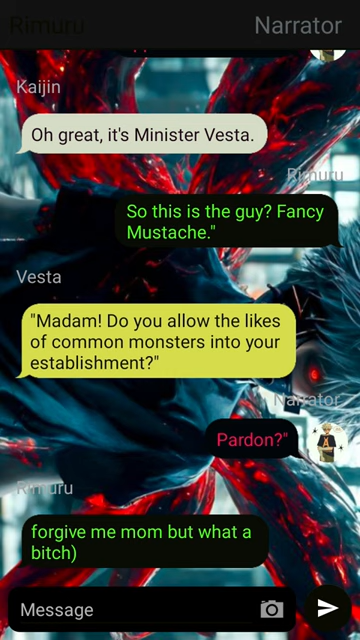 Rimuru
Narrator
Kaijin
Oh great, it's Minister Vesta.
Rimuru
So this is the guy? Fancy
Mustache."
Vesta
"Madam! Do you allow the likes
of common monsters into your
establishment?"
Narrator
Pardon?"
Rimuru
forgive me mom but what a
bitch)
Message